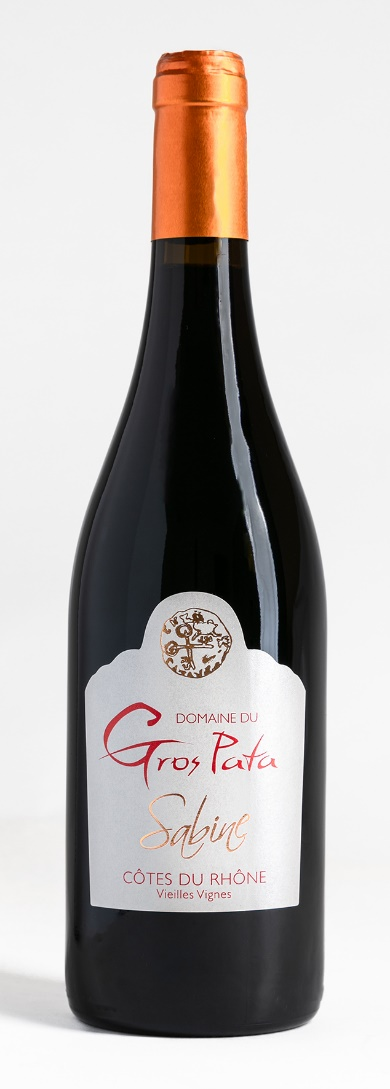 DOMAINE DU
Gros Pata
Sabine
CÔTES DU RHÔNE
Vieilles Vignes